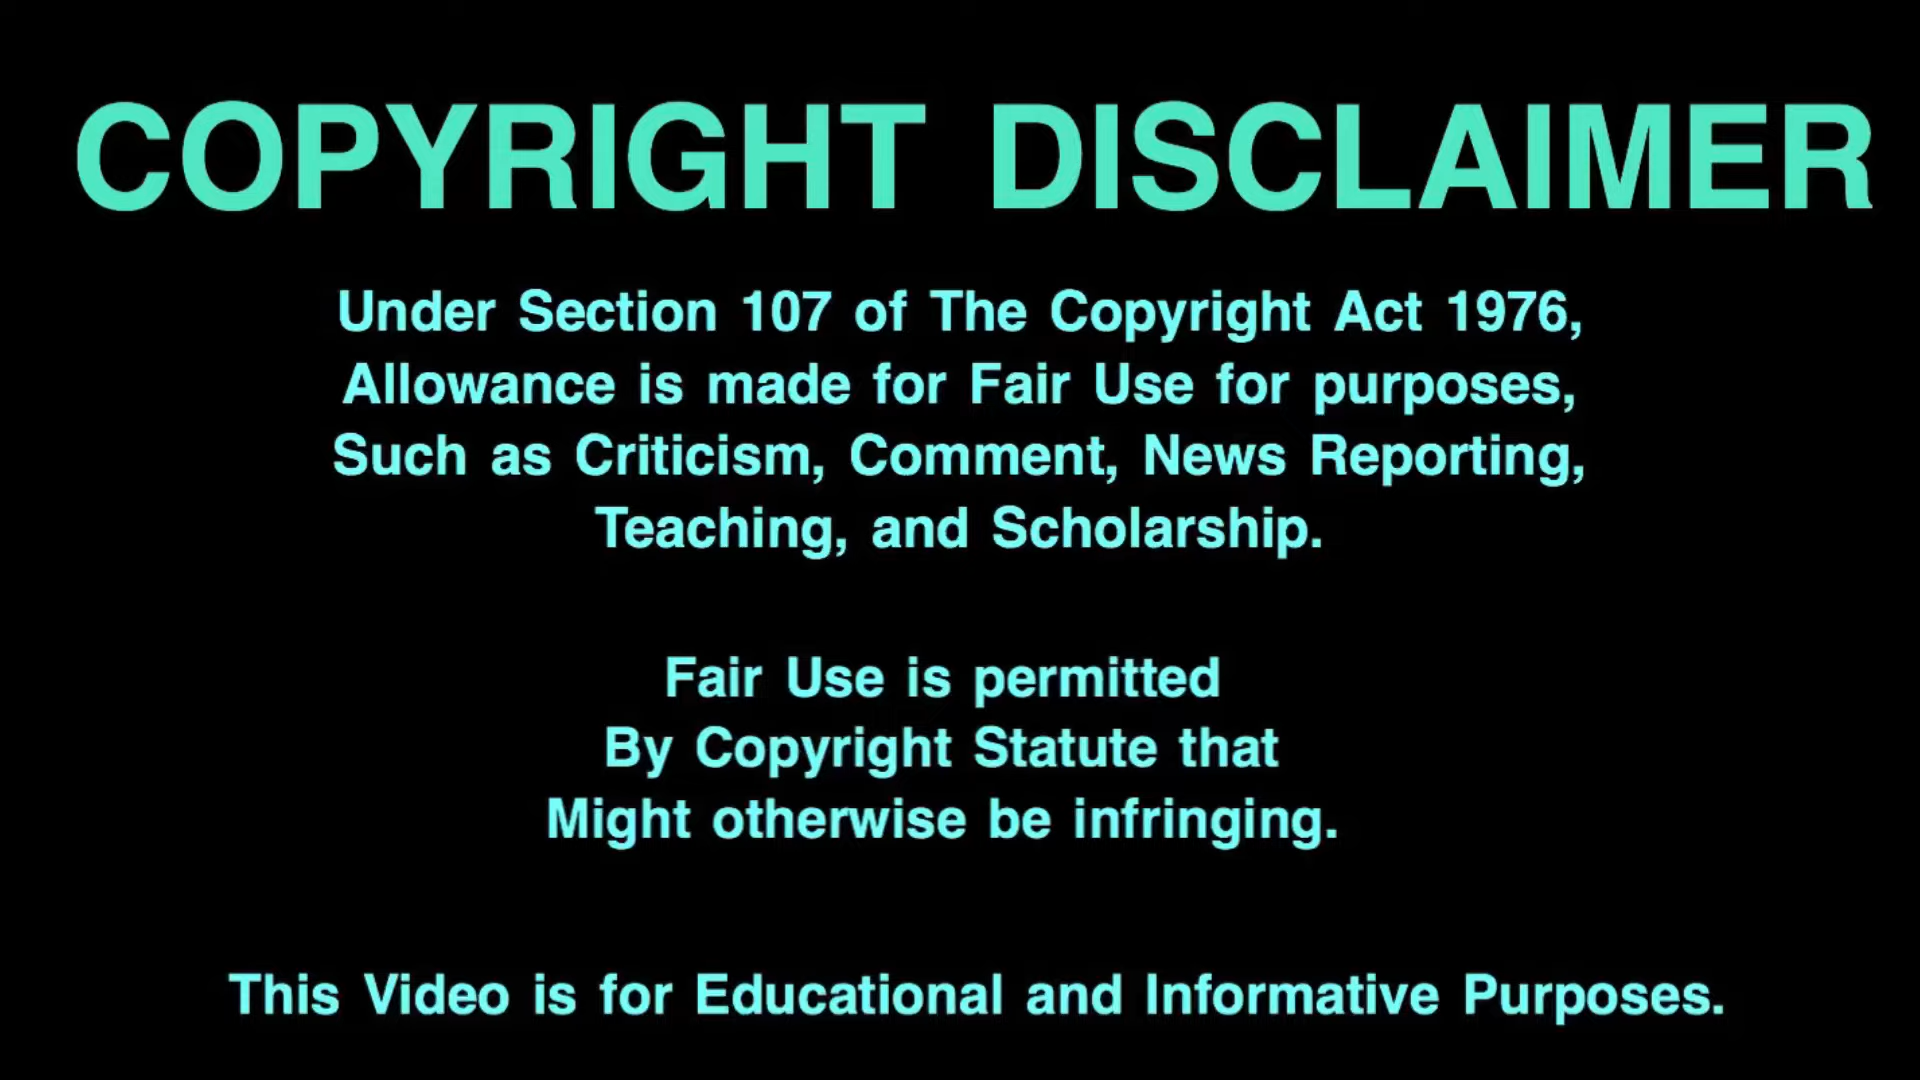 COPYRIGHT DISCLAIMER
Under Section 107 of The Copyright Act 1976,
Allowance is made for Fair Use for purposes,
Such as Criticism, Comment, News Reporting,
Teaching, and Scholarship.
Fair Use is permitted
By Copyright Statute that
Might otherwise be infringing.
This Video is for Educational and Informative Purposes.